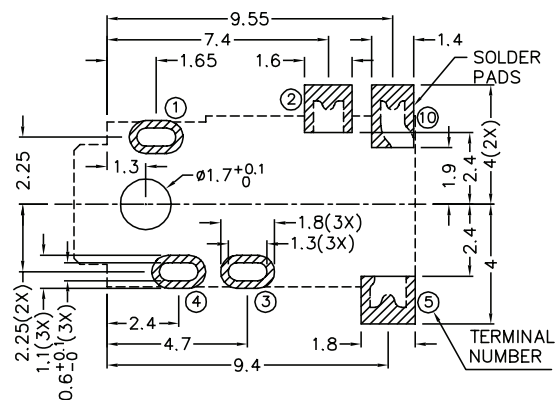 9.55
7.4
1.4
1.65
1.6
SOLDER
PADS
①
②
⑩
2.25
1.3
ø1.7+0.1 0
1.9
2.4
4(2X)
1.8(3X)
1.3(3X)
2.4
4
④
③
⑤
2.25(2X)
1.1(3X)
0.6+0.1 -0 (3X)
2.4
4.7
1.8
9.4
TERMINAL
NUMBER